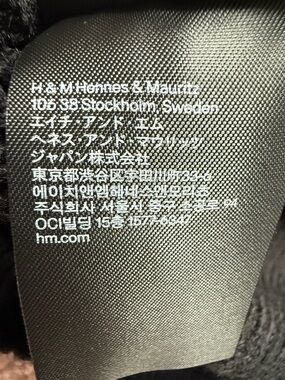 H & M Hennes & Mauritz
106 38 Stockholm, Sweden
エイチ・アンド・エム
ヘネス・アンド・マウリッツ
ジャパン株式会社
東京都渋谷区宇田川町33-6
에이치앤엠헤네스앤모리츠
주식회사 서울시 중구 소공로 94
OCI빌딩 15층 1577-6347
hm.com